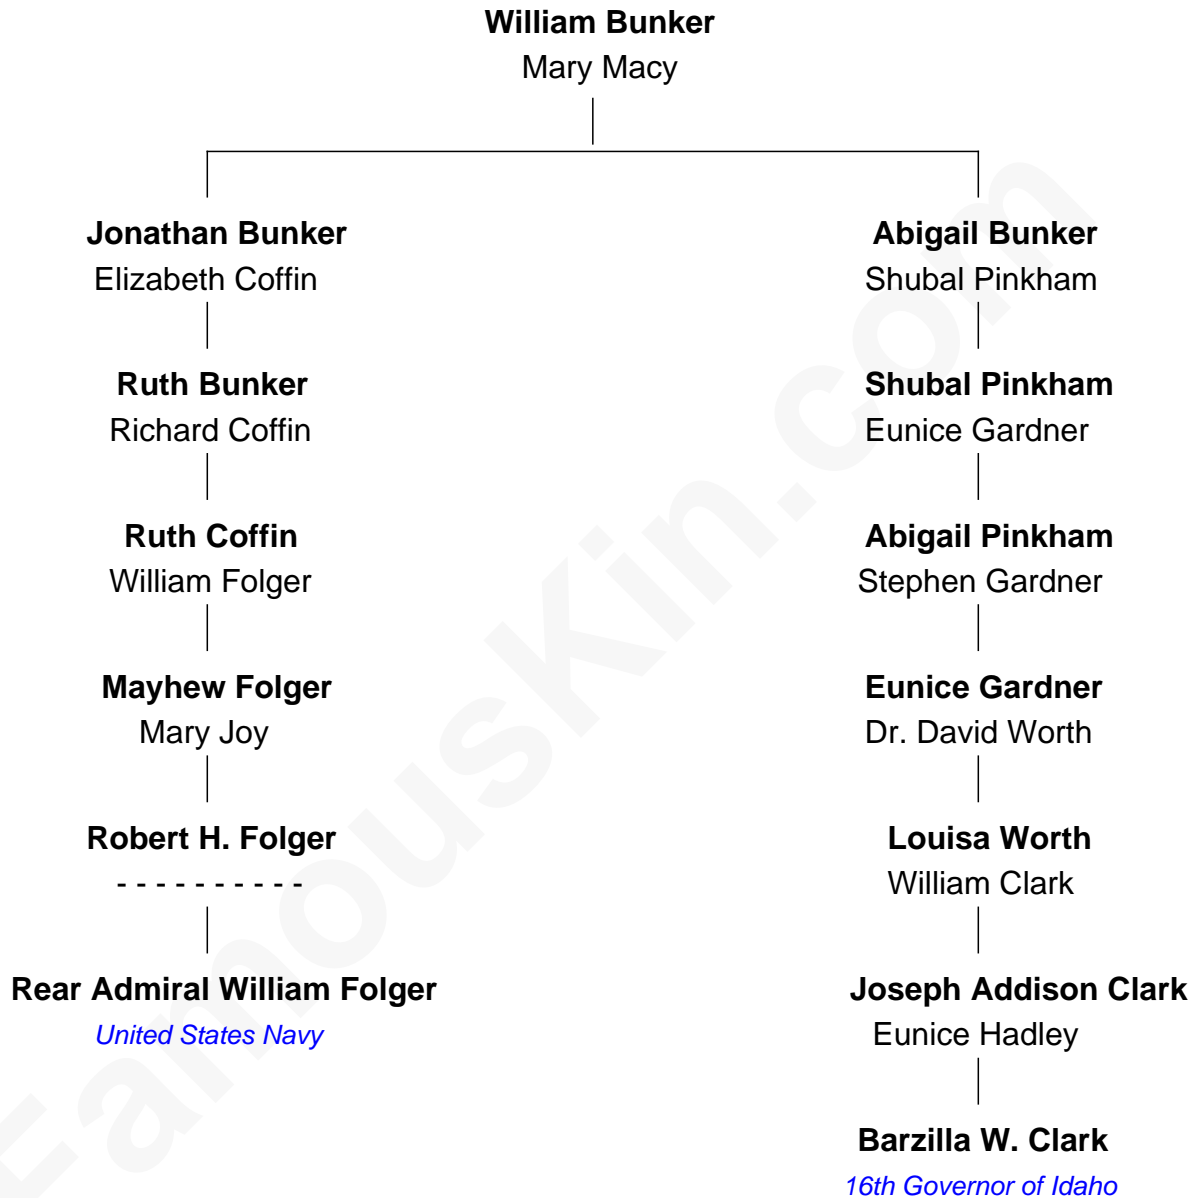 William Bunker
Mary Macy
Jonathan Bunker
Elizabeth Coffin
Abigail Bunker
Shubal Pinkham
Ruth Bunker
Richard Coffin
Shubal Pinkham
Eunice Gardner
Ruth Coffin
William Folger
Abigail Pinkham
Stephen Gardner
Mayhew Folger
Mary Joy
Eunice Gardner
Dr. David Worth
Robert H. Folger
- - - - - - - - - -
Louisa Worth
William Clark
Rear Admiral William Folger
United States Navy
Joseph Addison Clark
Eunice Hadley
Barzilla W. Clark
16th Governor of Idaho
FamousKin.com